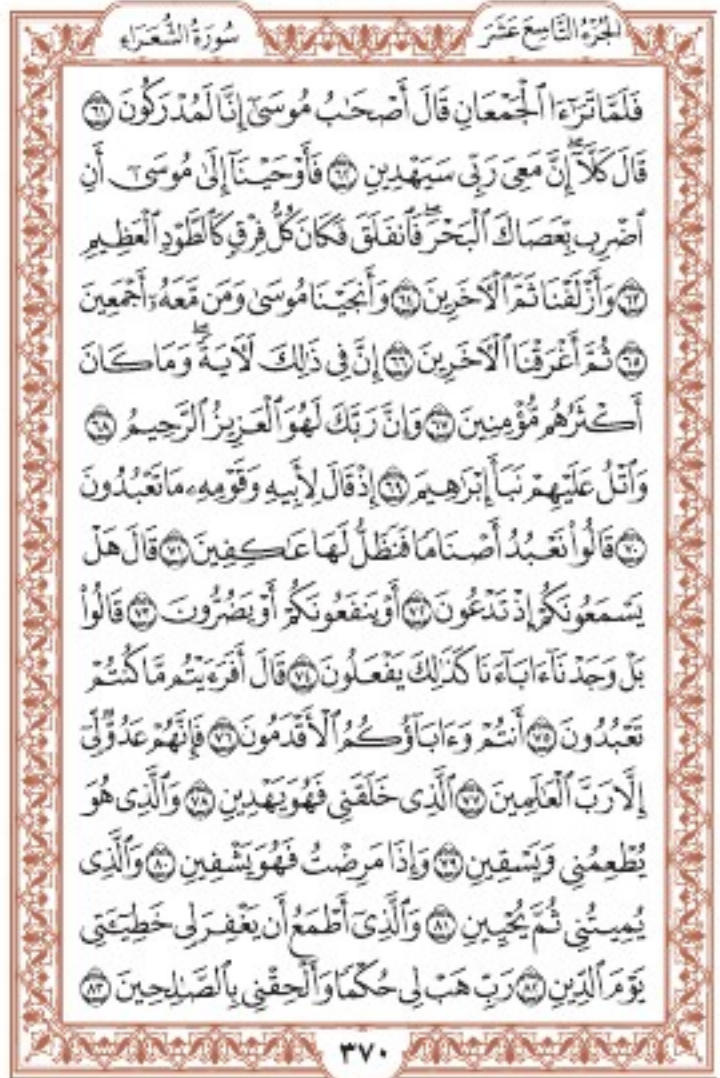 الجزء التاسع عشر
سورة الشعراء
فَلَمَّا تَرَٰٓءَا ٱلْجَمْعَانِ قَالَ أَصْحَٰبُ مُوسَىٰٓ إِنَّا لَمُدْرَكُونَ ٦١
قَالَ كَلَّآۖ إِنَّ مَعِىَ رَبِّى سَيَهْدِينِ ٦٢ فَأَوْحَيْنَآ إِلَىٰ مُوسَىٰٓ أَنِ
ٱضْرِب بِّعَصَاكَ ٱلْبَحْرَۖ فَٱنفَلَقَ فَكَانَ كُلُّ فِرْقٍ كَٱلطَّوْدِ ٱلْعَظِيمِ
٦٣ وَأَزْلَفْنَا ثَمَّ ٱلْءَاخَرِينَ ٦٤ وَأَنجَيْنَا مُوسَىٰ وَمَن مَّعَهُۥٓ أَجْمَعِينَ
٦٥ ثُمَّ أَغْرَقْنَا ٱلْءَاخَرِينَ ٦٦ إِنَّ فِى ذَٰلِكَ لَءَايَةًۖ وَمَا كَانَ
أَكْثَرُهُم مُّؤْمِنِينَ ٦٧ وَإِنَّ رَبَّكَ لَهُوَ ٱلْعَزِيزُ ٱلرَّحِيمُ ٦٨
وَٱتْلُ عَلَيْهِمْ نَبَأَ إِبْرَٰهِيمَ ٦٩ إِذْ قَالَ لِأَبِيهِ وَقَوْمِهِۦ مَا تَعْبُدُونَ
٧٠ قَالُوا۟ نَعْبُدُ أَصْنَامًا فَنَظَلُّ لَهَا عَٰكِفِينَ ٧١ قَالَ هَلْ
يَسْمَعُونَكُمْ إِذْ تَدْعُونَ ٧٢ أَوْ يَنفَعُونَكُمْ أَوْ يَضُرُّونَ ٧٣ قَالُوا۟
بَلْ وَجَدْنَآ ءَابَآءَنَا كَذَٰلِكَ يَفْعَلُونَ ٧٤ قَالَ أَفَرَءَيْتُم مَّا كُنتُمْ
تَعْبُدُونَ ٧٥ أَنتُمْ وَءَابَآؤُكُمُ ٱلْأَقْدَمُونَ ٧٦ فَإِنَّهُمْ عَدُوٌّ لِّىٓ
إِلَّا رَبَّ ٱلْعَٰلَمِينَ ٧٧ ٱلَّذِى خَلَقَنِى فَهُوَ يَهْدِينِ ٧٨ وَٱلَّذِى هُوَ
يُطْعِمُنِى وَيَسْقِينِ ٧٩ وَإِذَا مَرِضْتُ فَهُوَ يَشْفِينِ ٨٠ وَٱلَّذِى
يُمِيتُنِى ثُمَّ يُحْيِينِ ٨١ وَٱلَّذِىٓ أَطْمَعُ أَن يَغْفِرَ لِى خَطِيٓـَٔتِى
يَوْمَ ٱلدِّينِ ٨٢ رَبِّ هَبْ لِى حُكْمًا وَأَلْحِقْنِى بِٱلصَّٰلِحِينَ ٨٣
٣٧٠